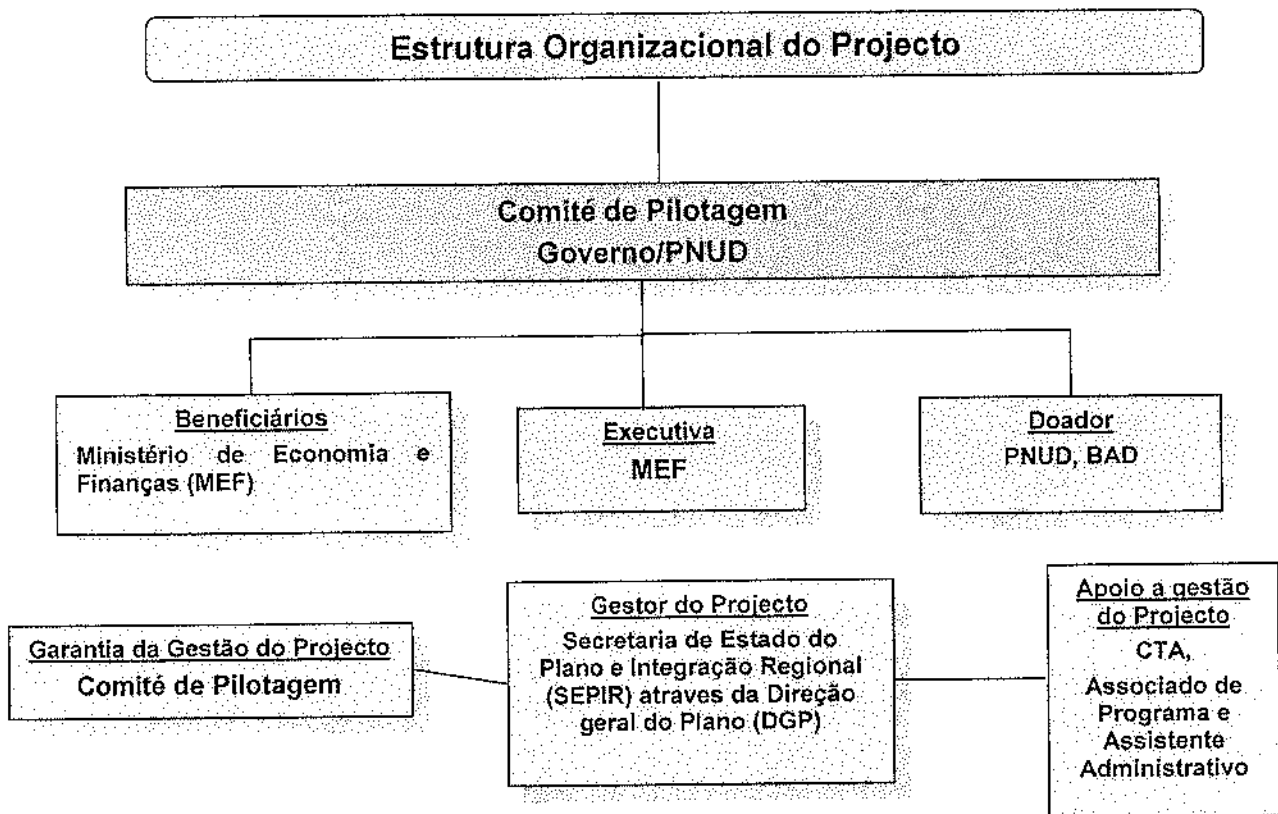 Estrutura Organizacional do Projecto
Comité de Pilotagem
Governo/PNUD
Beneficiários
Ministério de Economia e
Finanças (MEF)
Executiva
MEF
Doador
PNUD, BAD
Garantia da Gestão do Projecto
Comité de Pilotagem
Gestor do Projecto
Secretaria de Estado do
Plano e Integração Regional
(SEPIR) atraves da Direção
geral do Plano (DGP)
Apoio a gestão
do Projecto
CTA,
Associado de
Programa e
Assistente
Administrativo